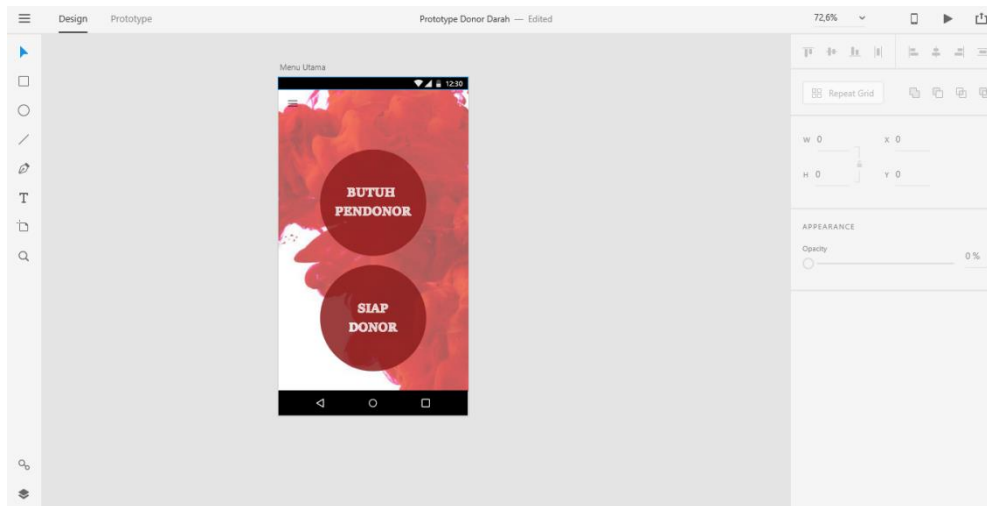 Design Prototype Prototype Donor Darah — Edited 72,6%
Menu Utama
12:30
BUTUH
PENDONOR
SIAP
DONOR
Repeat Grid
W 0 X 0
H 0 Y 0
APPEARANCE
Opacity
0 %